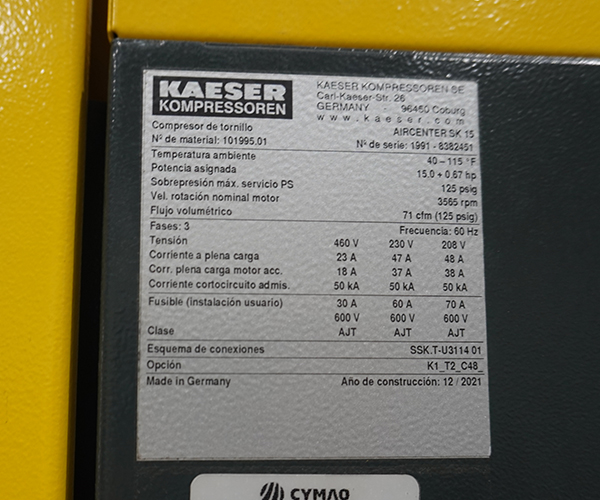 KAESER
KOMPRESSOREN
KAESER KOMPRESSOREN SE
Carl-Kaeser-Str. 26
GERMANY - 96450 Coburg
www.kaeser.com
Compresor de tornillo AIRCENTER SK 15
Nº de material: 101995.01 Nº de serie: 1991 - 8382451
Temperatura ambiente 40 – 115 °F
Potencia asignada 15.0 + 0.67 hp
Sobrepresión máx. servicio PS 125 psig
Vel. rotación nominal motor 3565 rpm
Flujo volumétrico 71 cfm (125 psig)
Fases: 3 Frecuencia: 60 Hz
Tensión 460 V 230 V 208 V
Corriente a plena carga 23 A 47 A 48 A
Corr. plena carga motor acc. 18 A 37 A 38 A
Corriente cortocircuito admis. 50 kA 50 kA 50 kA
Fusible (instalación usuario) 30 A 60 A 70 A
600 V 600 V 600 V
Clase AJT AJT AJT
Esquema de conexiones SSK.T-U3114 01
Opción K1_T2_C48_
Made in Germany Año de construcción: 12 / 2021
CYMAQ